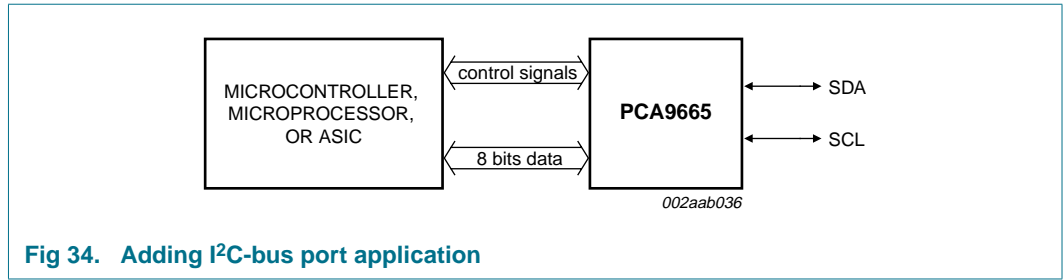 MICROCONTROLLER,
MICROPROCESSOR,
OR ASIC
control signals
8 bits data
PCA9665
SDA
SCL
002aab036
Fig 34. Adding I²C-bus port application